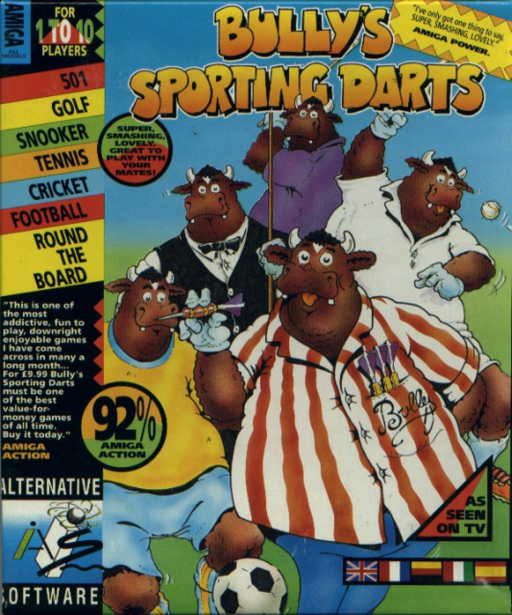 AMIGA
ALL
MODELS
FOR
1 TO 10
PLAYERS
BULLY'S
SPORTING DARTS
"I've only got one thing to say,
SUPER, SMASHING, LOVELY."
AMIGA POWER.
501
GOLF
SNOOKER
TENNIS
CRICKET
FOOTBALL
ROUND
THE
BOARD
SUPER,
SMASHING,
LOVELY,
GREAT TO
PLAY WITH
YOUR
MATES!
"This is one of
the most
addictive, fun to
play, downright
enjoyable games
I have come
across in many a
long month...
For £9.99 Bully's
Sporting Darts
must be one
of the best
value-for-
money games
of all time.
Buy it today."
AMIGA
ACTION
92%
AMIGA
ACTION
Bully
ALTERNATIVE
SOFTWARE
AS
SEEN
ON TV